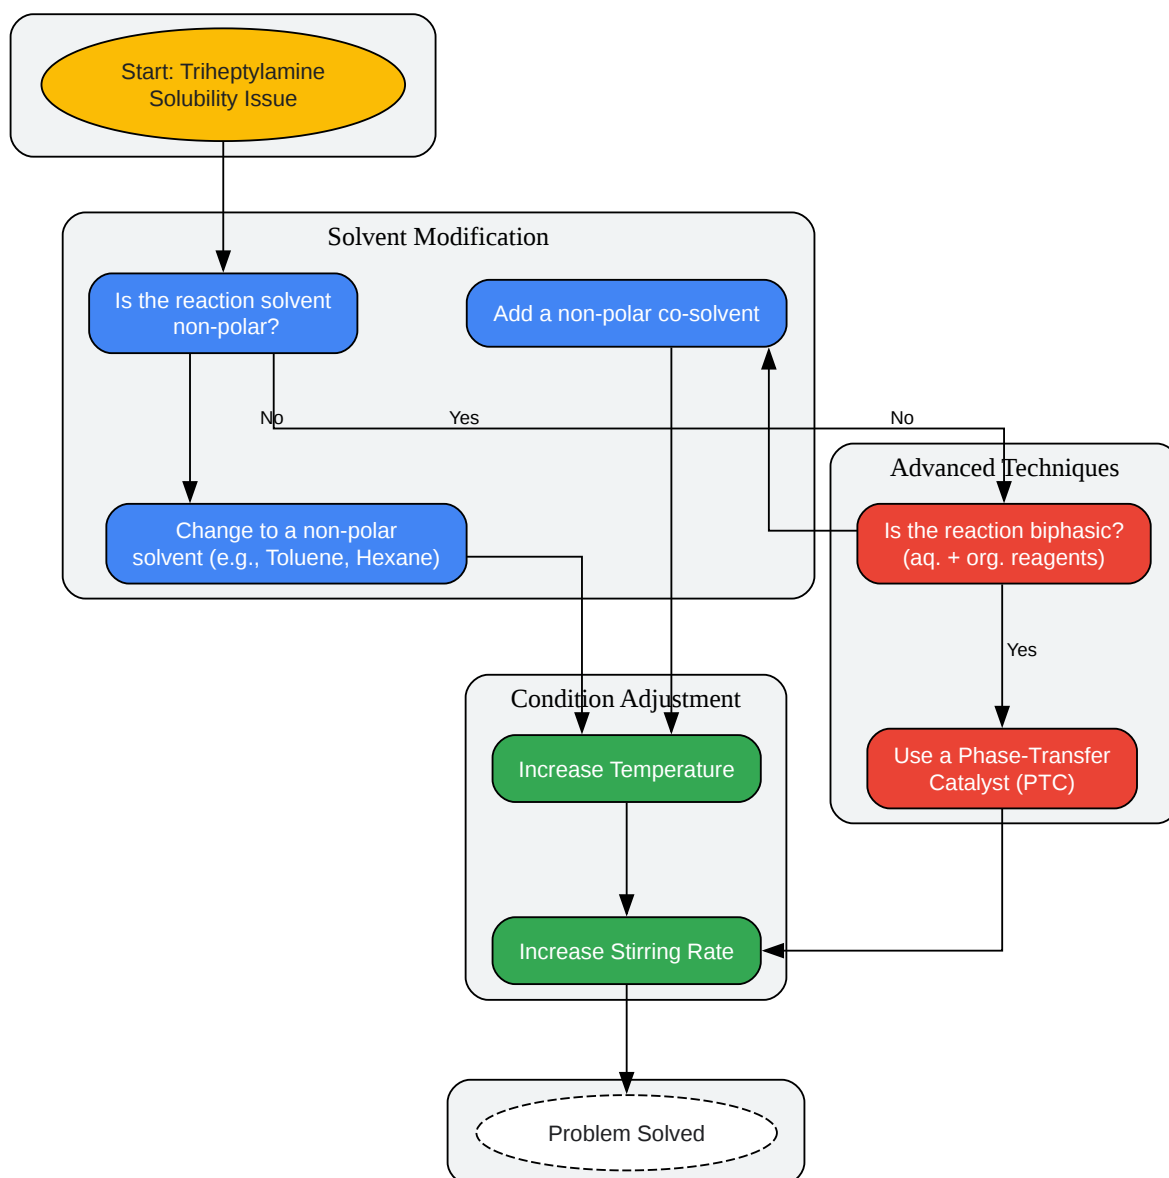 Start: Triheptylamine
Solubility Issue
Solvent Modification
Is the reaction solvent
non-polar?
Add a non-polar co-solvent
No
Yes
No
Advanced Techniques
Change to a non-polar
solvent (e.g., Toluene, Hexane)
Is the reaction biphasic?
(aq. + org. reagents)
Yes
Condition Adjustment
Increase Temperature
Use a Phase-Transfer
Catalyst (PTC)
Increase Stirring Rate
Problem Solved